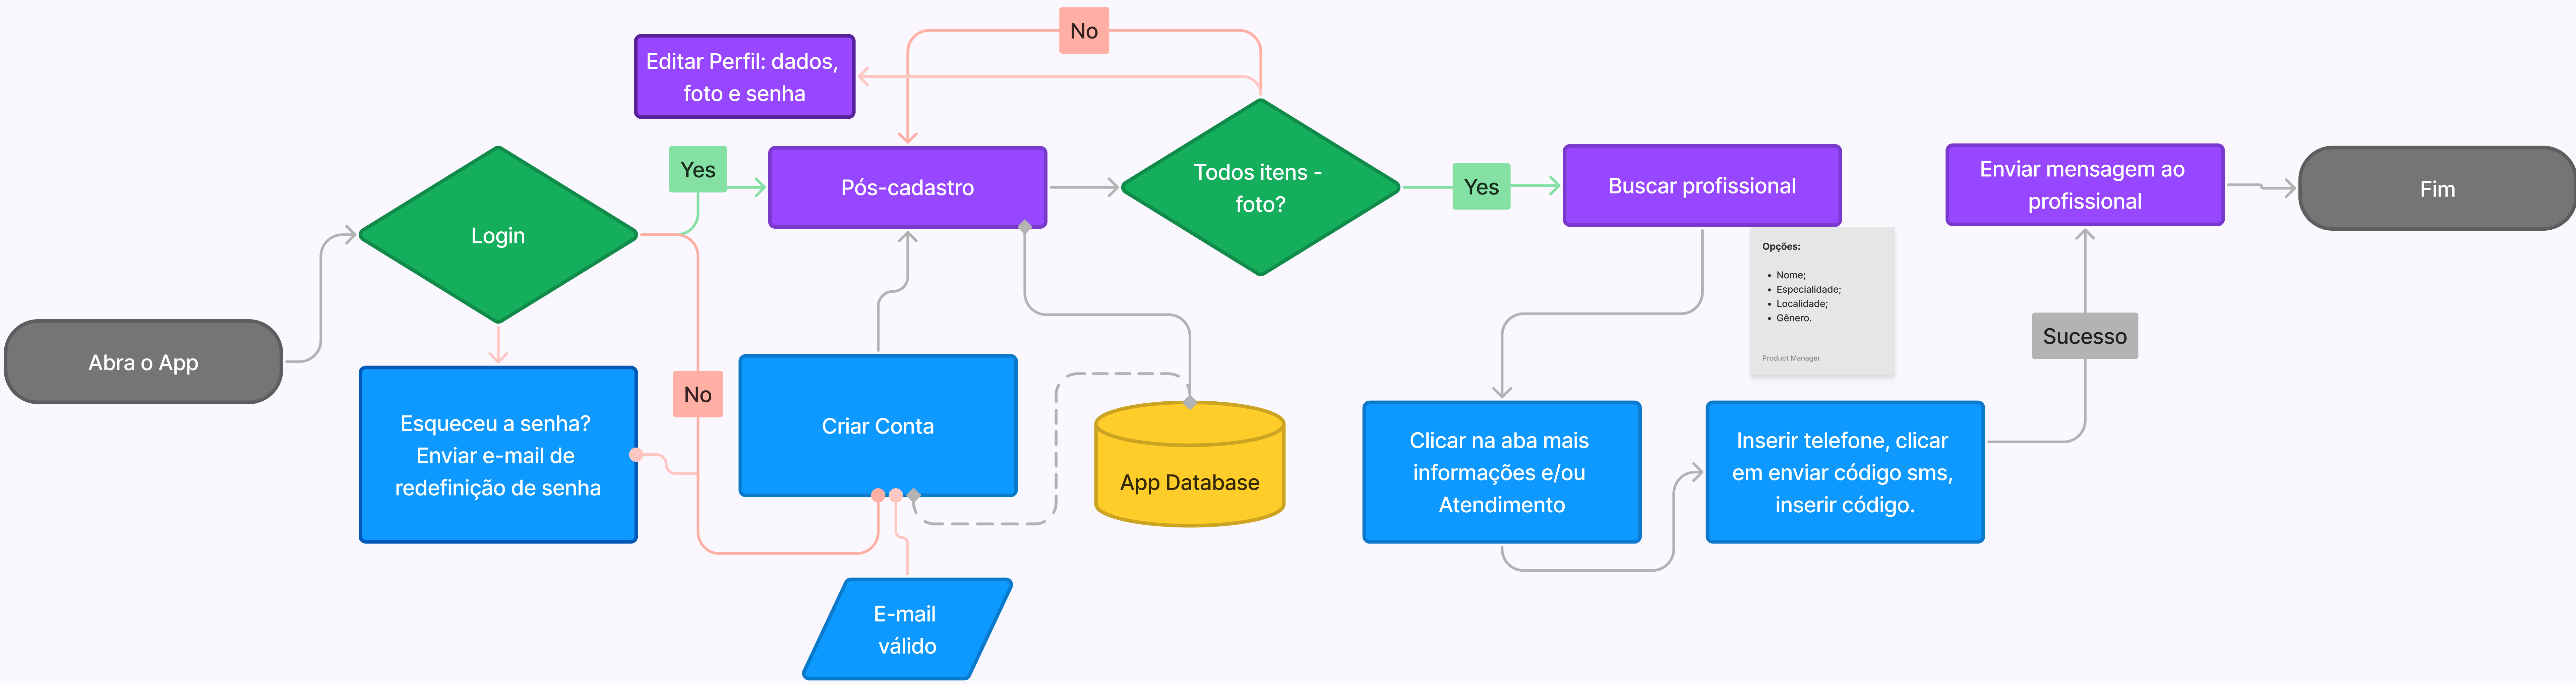 No
Editar Perfil: dados,
foto e senha
Yes
Pós-cadastro
Todos itens -
foto?
Yes
Buscar profissional
Enviar mensagem ao
profissional
Fim
Login
Opções:
• Nome;
• Especialidade;
• Localidade;
• Gênero.
Product Manager
Sucesso
Abra o App
No
Esqueceu a senha?
Enviar e-mail de
redefinição de senha
Criar Conta
App Database
Clicar na aba mais
informações e/ou
Atendimento
Inserir telefone, clicar
em enviar código sms,
inserir código.
E-mail
válido